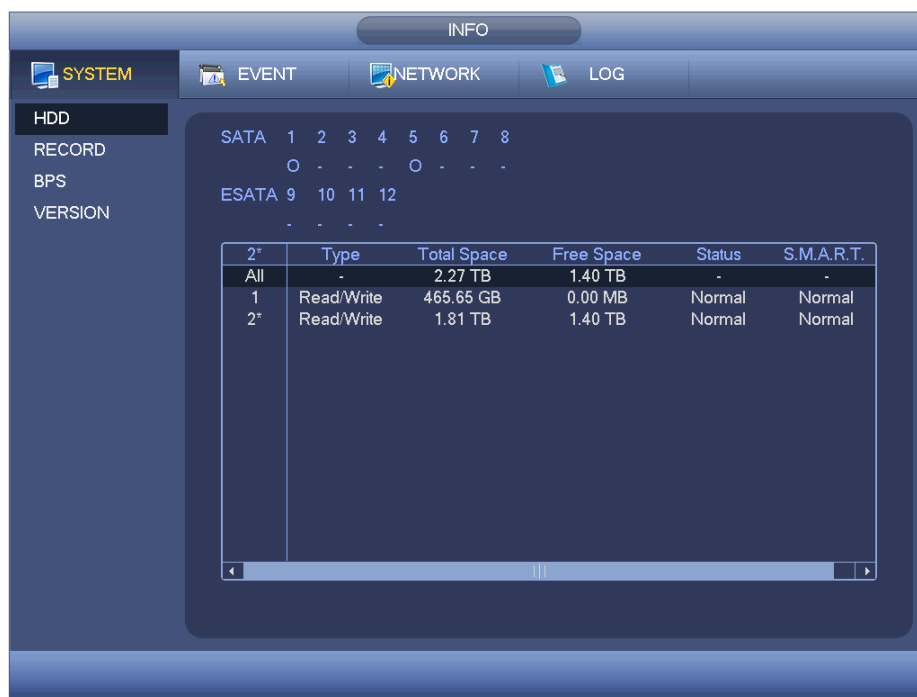 INFO
SYSTEM EVENT NETWORK LOG
HDD
RECORD
BPS
VERSION
SATA 1 2 3 4 5 6 7 8
O - - - O - - -
ESATA 9 10 11 12
- - - -
2* Type Total Space Free Space Status S.M.A.R.T.
All - 2.27 TB 1.40 TB - -
1 Read/Write 465.65 GB 0.00 MB Normal Normal
2* Read/Write 1.81 TB 1.40 TB Normal Normal